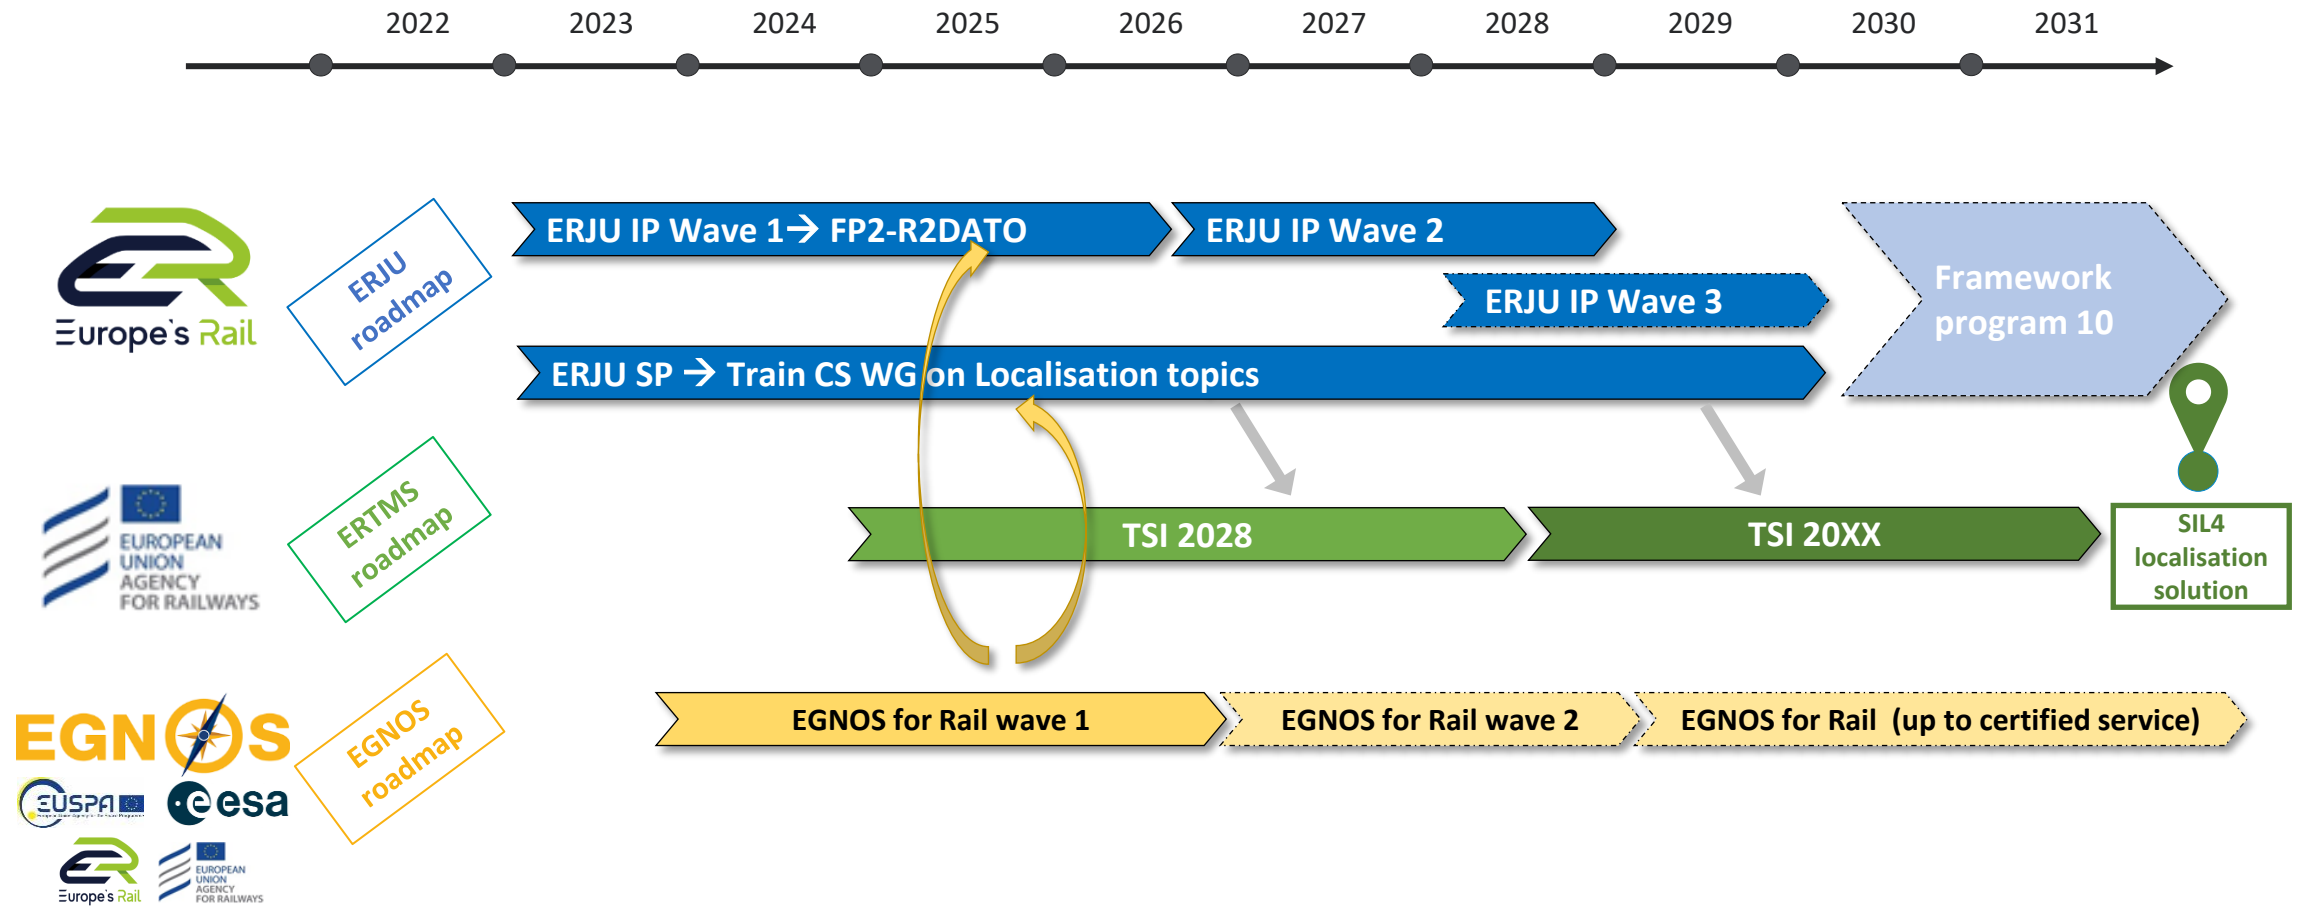 2022 2023 2024 2025 2026 2027 2028 2029 2030 2031
ERJU IP Wave 1→ FP2-R2DATO
ERJU IP Wave 2
ERJU IP Wave 3
ERJU SP → Train CS WG on Localisation topics
Framework
program 10
Europe's Rail
ERJU
roadmap
EUROPEAN
UNION
AGENCY
FOR RAILWAYS
ERTMS
roadmap
TSI 2028
TSI 20XX
SIL4
localisation
solution
EGNOS
EUSPA
esa
Europe's Rail
EUROPEAN
UNION
AGENCY
FOR RAILWAYS
EGNOS
roadmap
EGNOS for Rail wave 1
EGNOS for Rail wave 2
EGNOS for Rail (up to certified service)